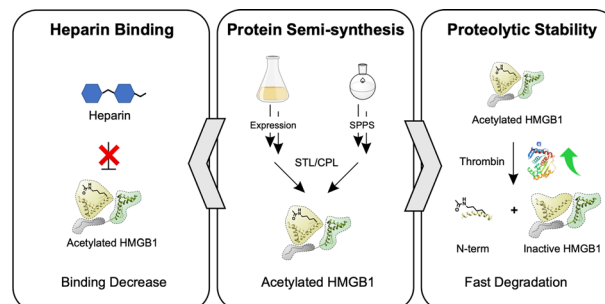 Heparin Binding
Heparin
Acetylated HMGB1
Binding Decrease
Protein Semi-synthesis
Expression
SPPS
STL/CPL
Acetylated HMGB1
Proteolytic Stability
Acetylated HMGB1
Thrombin
+
N-term
Inactive HMGB1
Fast Degradation